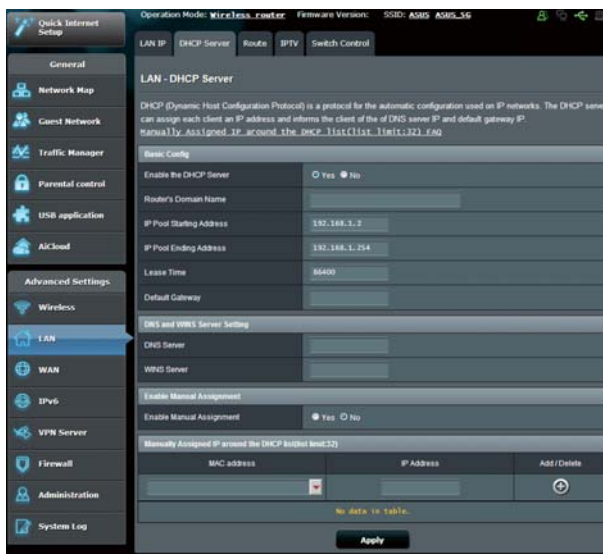 Quick Internet Setup
Operation Mode: Wireless router Firmware Version: SSID: ASUS ASUS_5G
LAN IP DHCP Server Route IPTV Switch Control
General
Network Map
Guest Network
Traffic Manager
Parental control
USB application
AiCloud
Advanced Settings
Wireless
LAN
WAN
IPv6
VPN Server
Firewall
Administration
System Log
LAN - DHCP Server
DHCP (Dynamic Host Configuration Protocol) is a protocol for the automatic configuration used on IP networks. The DHCP serve
can assign each client an IP address and informs the client of the of DNS server IP and default gateway IP.
Manually Assigned IP around the DHCP list(list limit:32) FAQ
Basic Config
Enable the DHCP Server Yes No
Router's Domain Name
IP Pool Starting Address 192.168.1.2
IP Pool Ending Address 192.168.1.254
Lease Time 86400
Default Gateway
DNS and WINS Server Setting
DNS Server
WINS Server
Enable Manual Assignment
Enable Manual Assignment Yes No
Manually Assigned IP around the DHCP list(list limit:32)
MAC address IP Address Add / Delete
No data in table.
Apply